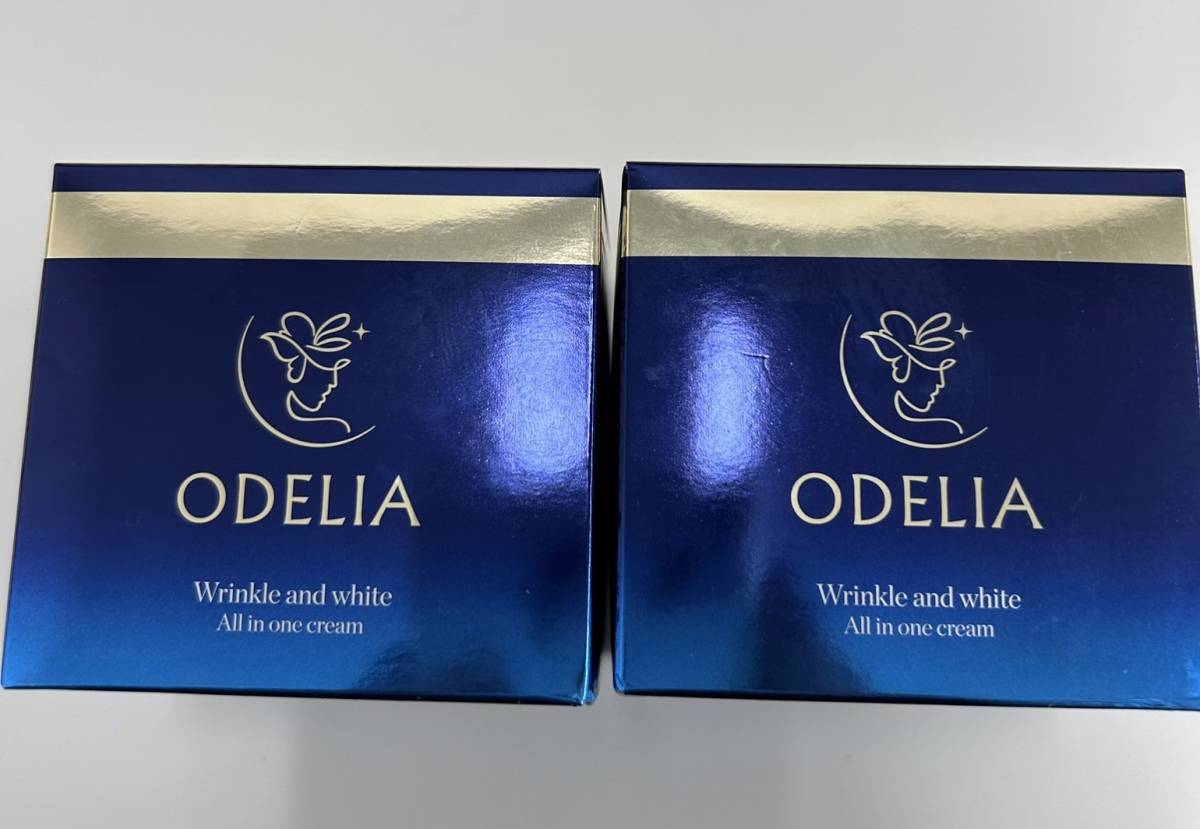 ODELIA
Wrinkle and white
All in one cream
ODELIA
Wrinkle and white
All in one cream